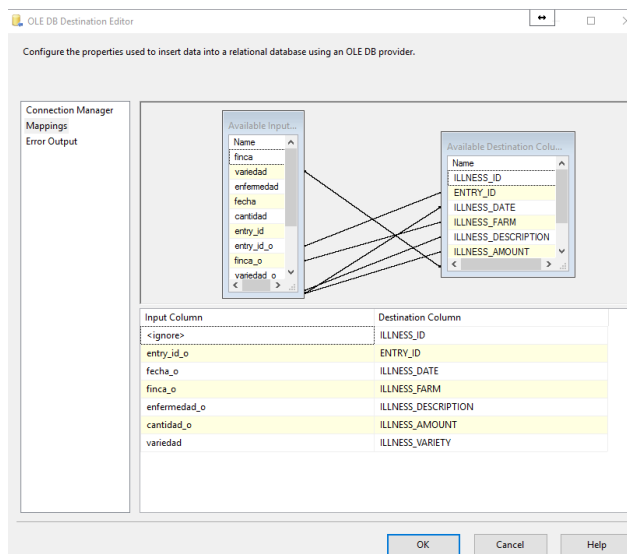 OLE DB Destination Editor
Configure the properties used to insert data into a relational database using an OLE DB provider.
Connection Manager
Mappings
Error Output
Available Input...
Name
finca
variedad
enfermedad
fecha
cantidad
entry_id
entry_id_o
finca_o
variedad_o
Available Destination Colu...
Name
ILLNESS_ID
ENTRY_ID
ILLNESS_DATE
ILLNESS_FARM
ILLNESS_DESCRIPTION
ILLNESS_AMOUNT
Input Column Destination Column
<ignore> ILLNESS_ID
entry_id_o ENTRY_ID
fecha_o ILLNESS_DATE
finca_o ILLNESS_FARM
enfermedad_o ILLNESS_DESCRIPTION
cantidad_o ILLNESS_AMOUNT
variedad ILLNESS_VARIETY
OK Cancel Help